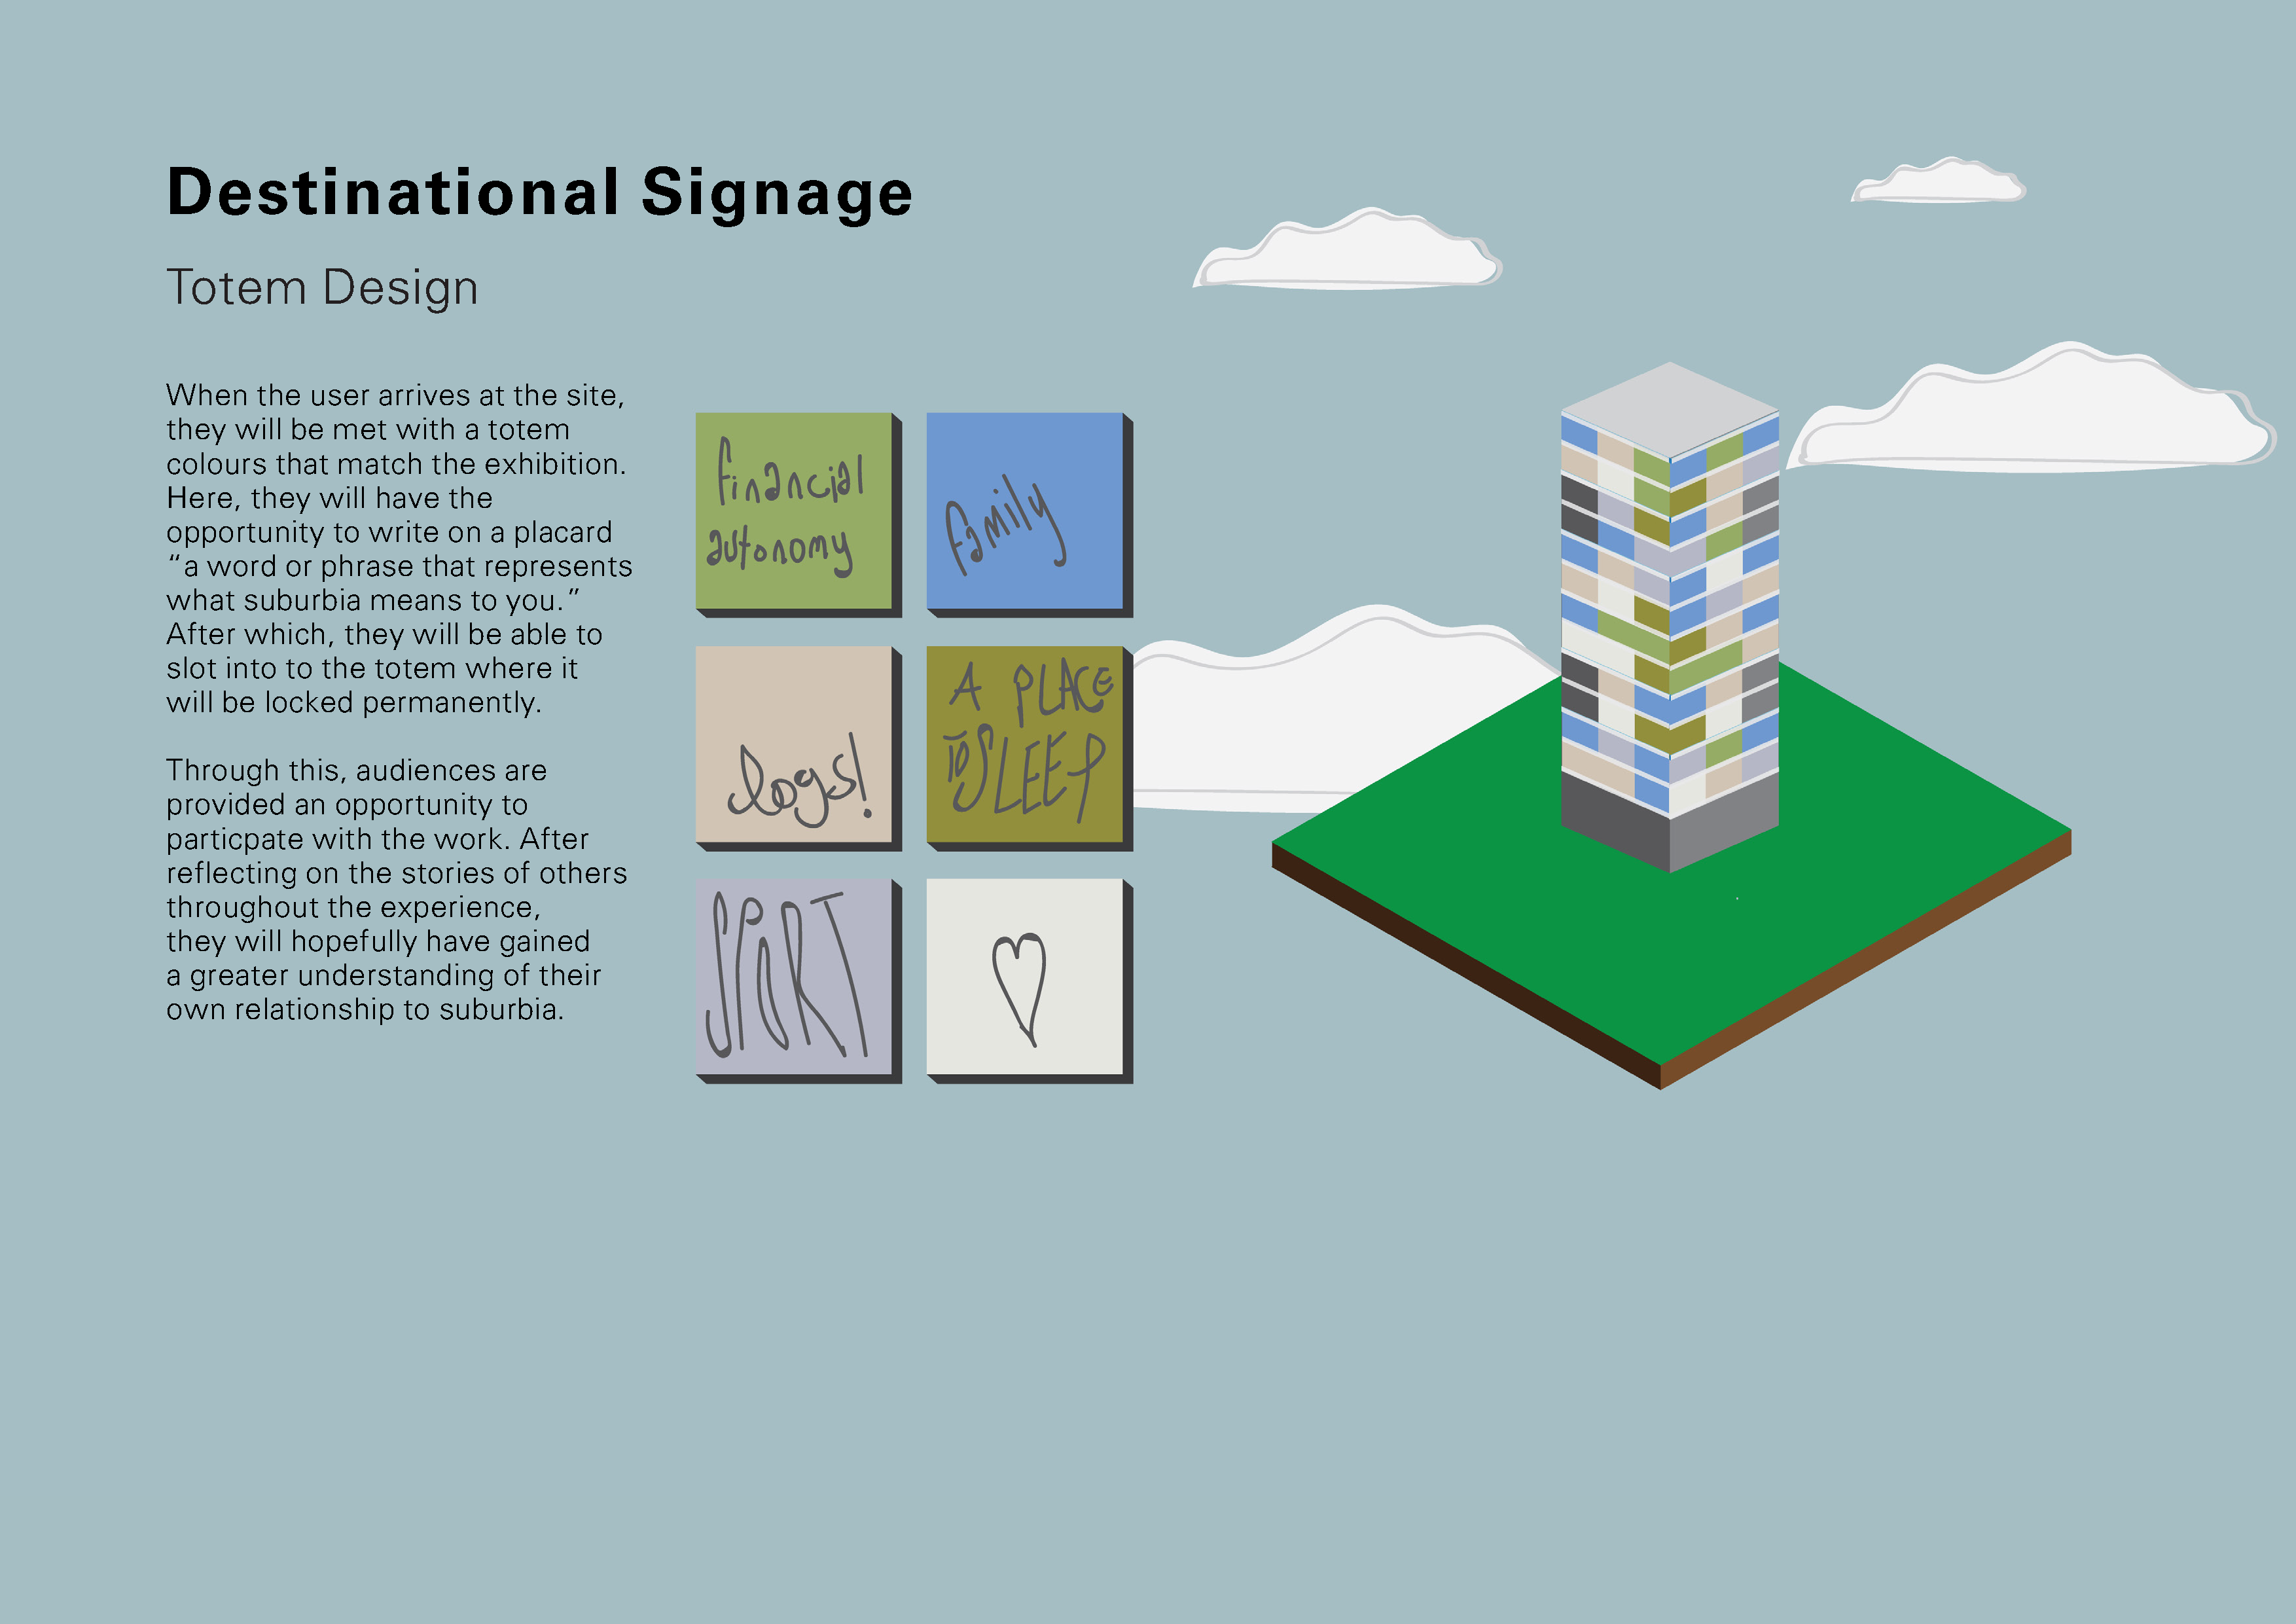 Destinational Signage
Totem Design
When the user arrives at the site,
they will be met with a totem
colours that match the exhibition.
Here, they will have the
opportunity to write on a placard
“a word or phrase that represents
what suburbia means to you.”
After which, they will be able to
slot into to the totem where it
will be locked permanently.
Through this, audiences are
provided an opportunity to
particpate with the work. After
reflecting on the stories of others
throughout the experience,
they will hopefully have gained
a greater understanding of their
own relationship to suburbia.
financial
autonomy
family
dogs!
A PLACE
TO SLEEP
SPORT